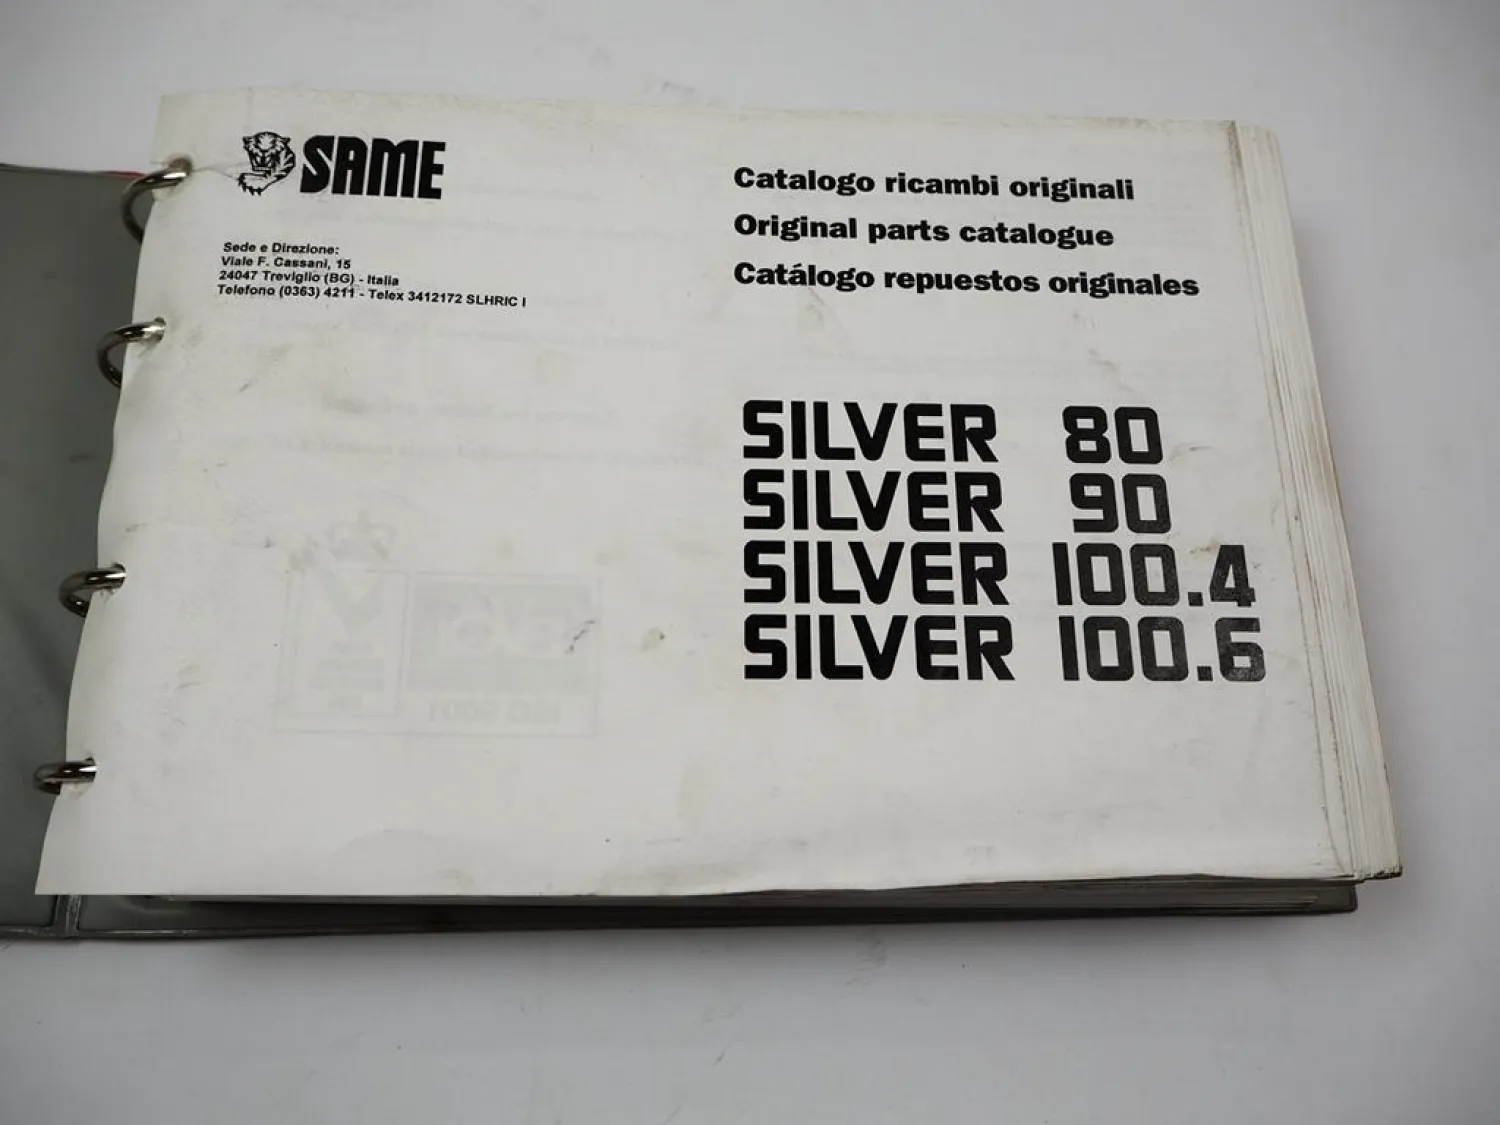 SAME
Sede e Direzione:
Viale F. Cassani, 15
24047 Treviglio (BG) - Italia
Telefono (0363) 4211 - Telex 3412172 SLHRIC I
Catalogo ricambi originali
Original parts catalogue
Catálogo repuestos originales
SILVER 80
SILVER 90
SILVER 100.4
SILVER 100.6